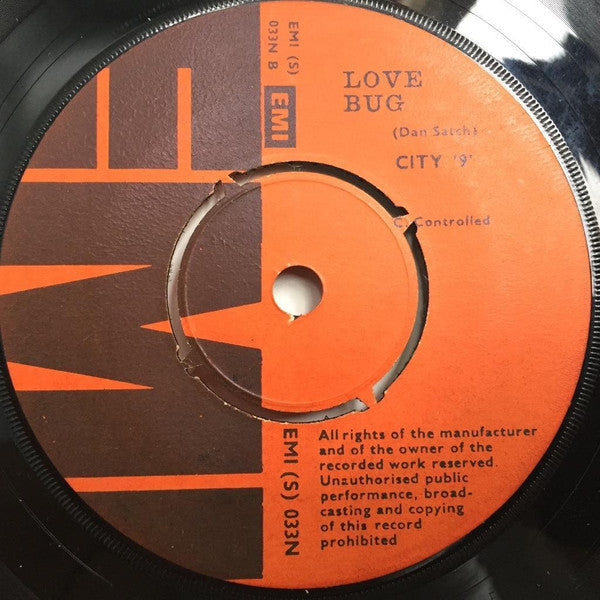 EMI (S)
033N B
EMI
LOVE
BUG
(Dan Satch)
CITY '9'
C. Controlled
EMI (S) 033N
All rights of the manufacturer
and of the owner of the
recorded work reserved.
Unauthorised public
performance, broad-
casting and copying
of this record
prohibited
EMI